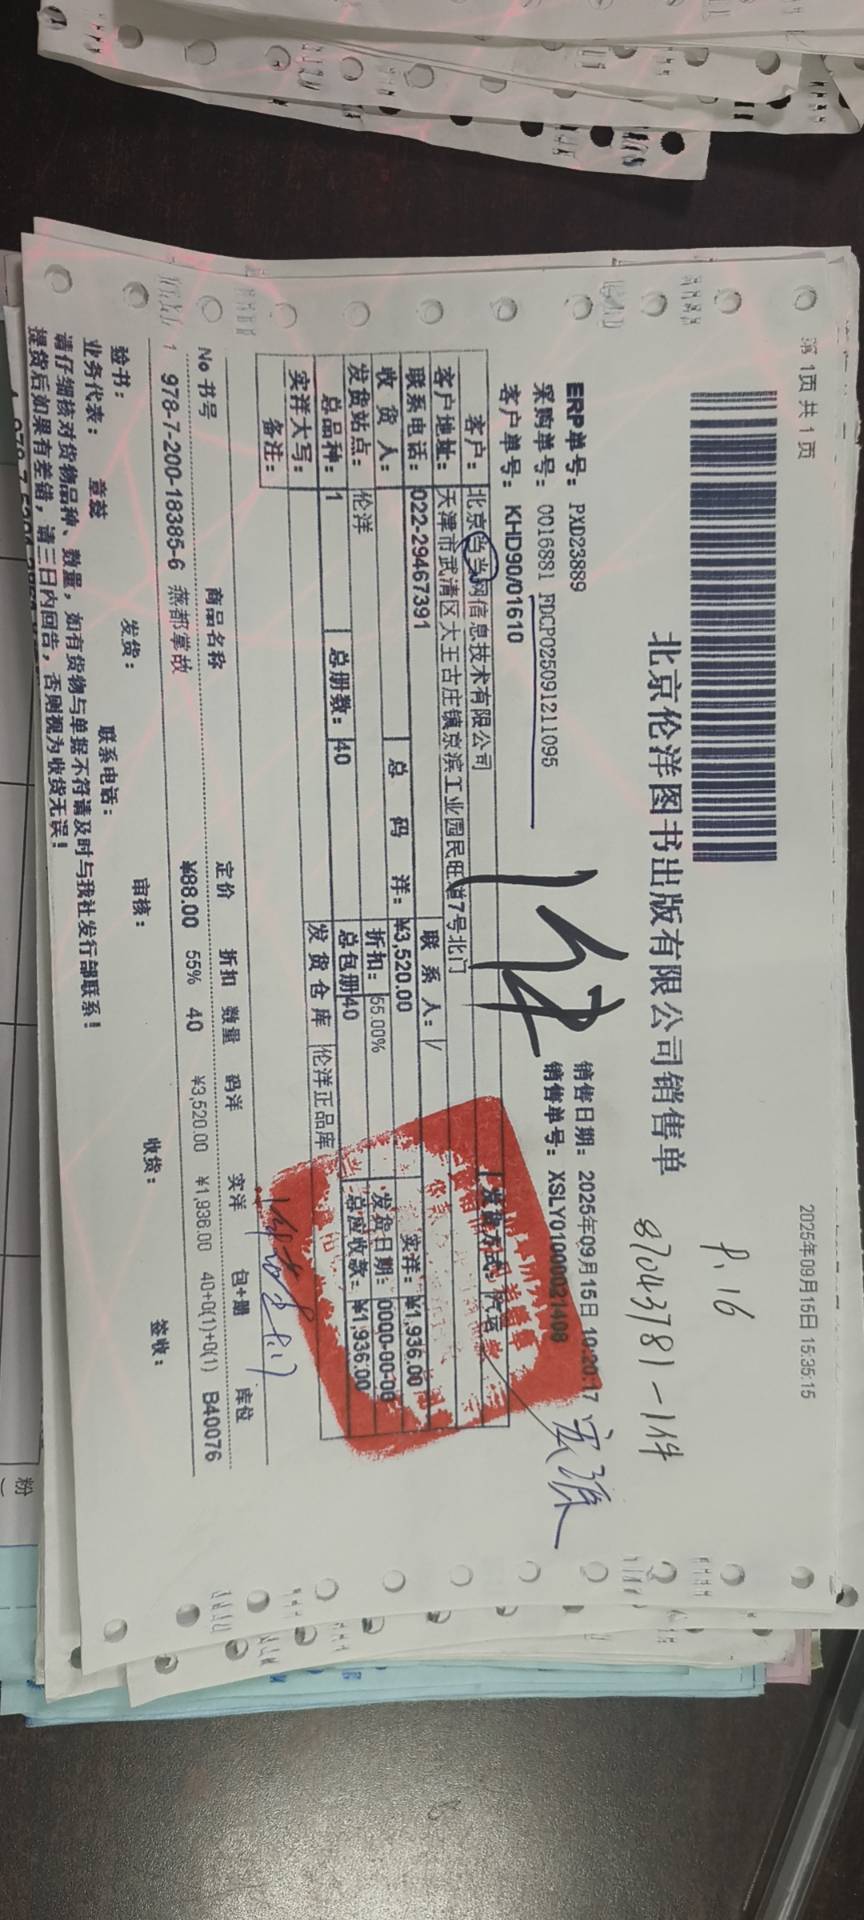 第 1页 共 1 页
2025年09月15日 15:35:15
P.16
北京伦洋图书出版有限公司销售单
87043781-1件
ERP单号: PXD23889
销售日期: 2025年09月15日 10:20:17
采购单号: 0016881 FDCP025091211095
销售单号: XSLY01000021408
客户单号: KHD90/01610
客户: 北京当当网信息技术有限公司
发货方式:
客户地址: 天津市武清区大王古庄镇京滨工业园民旺道7号北门
联系电话: 022-29467391
联系人: /
收货人:
总码洋: ¥3,520.00
实洋: ¥1,936.00
发货站点: 伦洋
折扣: 55.00%
发货日期: 0000-00-00
总品种: 1
总册数: 40
总包册 40
总应收款: ¥1,936.00
实洋大写:
发货仓库 伦洋正品库
备注:
No 书号 商品名称 定价 折扣 数量 码洋 实洋 包+册 库位
1 978-7-200-18385-6 燕都掌故 ¥88.00 55% 40 ¥3,520.00 ¥1,936.00 40+0(1)+0(1) B40076
验书: 发货: 审核: 收货: 签收:
业务代表: 章蕊 联系电话:
请仔细核对货物品种、数量，如有货物与单据不符请及时与我社发行部联系！
提货后如果有差错，请三日内回告，否则视为收货无误！